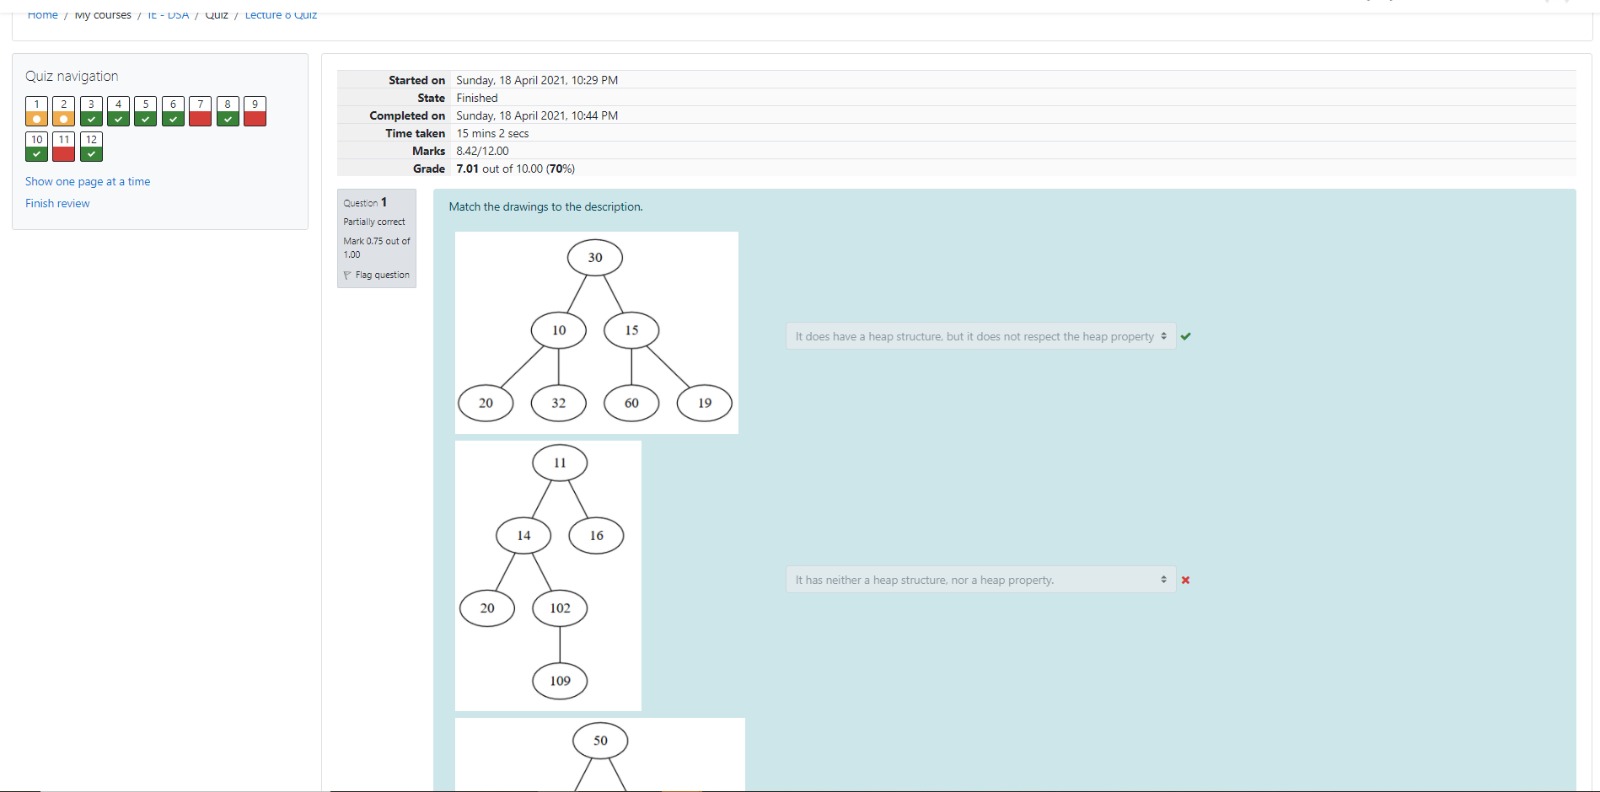 Home / My courses / IE - DSA / Quiz / Lecture 8 Quiz
Quiz navigation
1 2 3 4 5 6 7 8 9
10 11 12
Show one page at a time
Finish review
Started on Sunday, 18 April 2021, 10:29 PM
State Finished
Completed on Sunday, 18 April 2021, 10:44 PM
Time taken 15 mins 2 secs
Marks 8.42/12.00
Grade 7.01 out of 10.00 (70%)
Question 1
Partially correct
Mark 0.75 out of
1.00
Flag question
Match the drawings to the description.
30
10 15
20 32 60 19
It does have a heap structure, but it does not respect the heap property
11
14 16
20 102
109
It has neither a heap structure, nor a heap property.
50